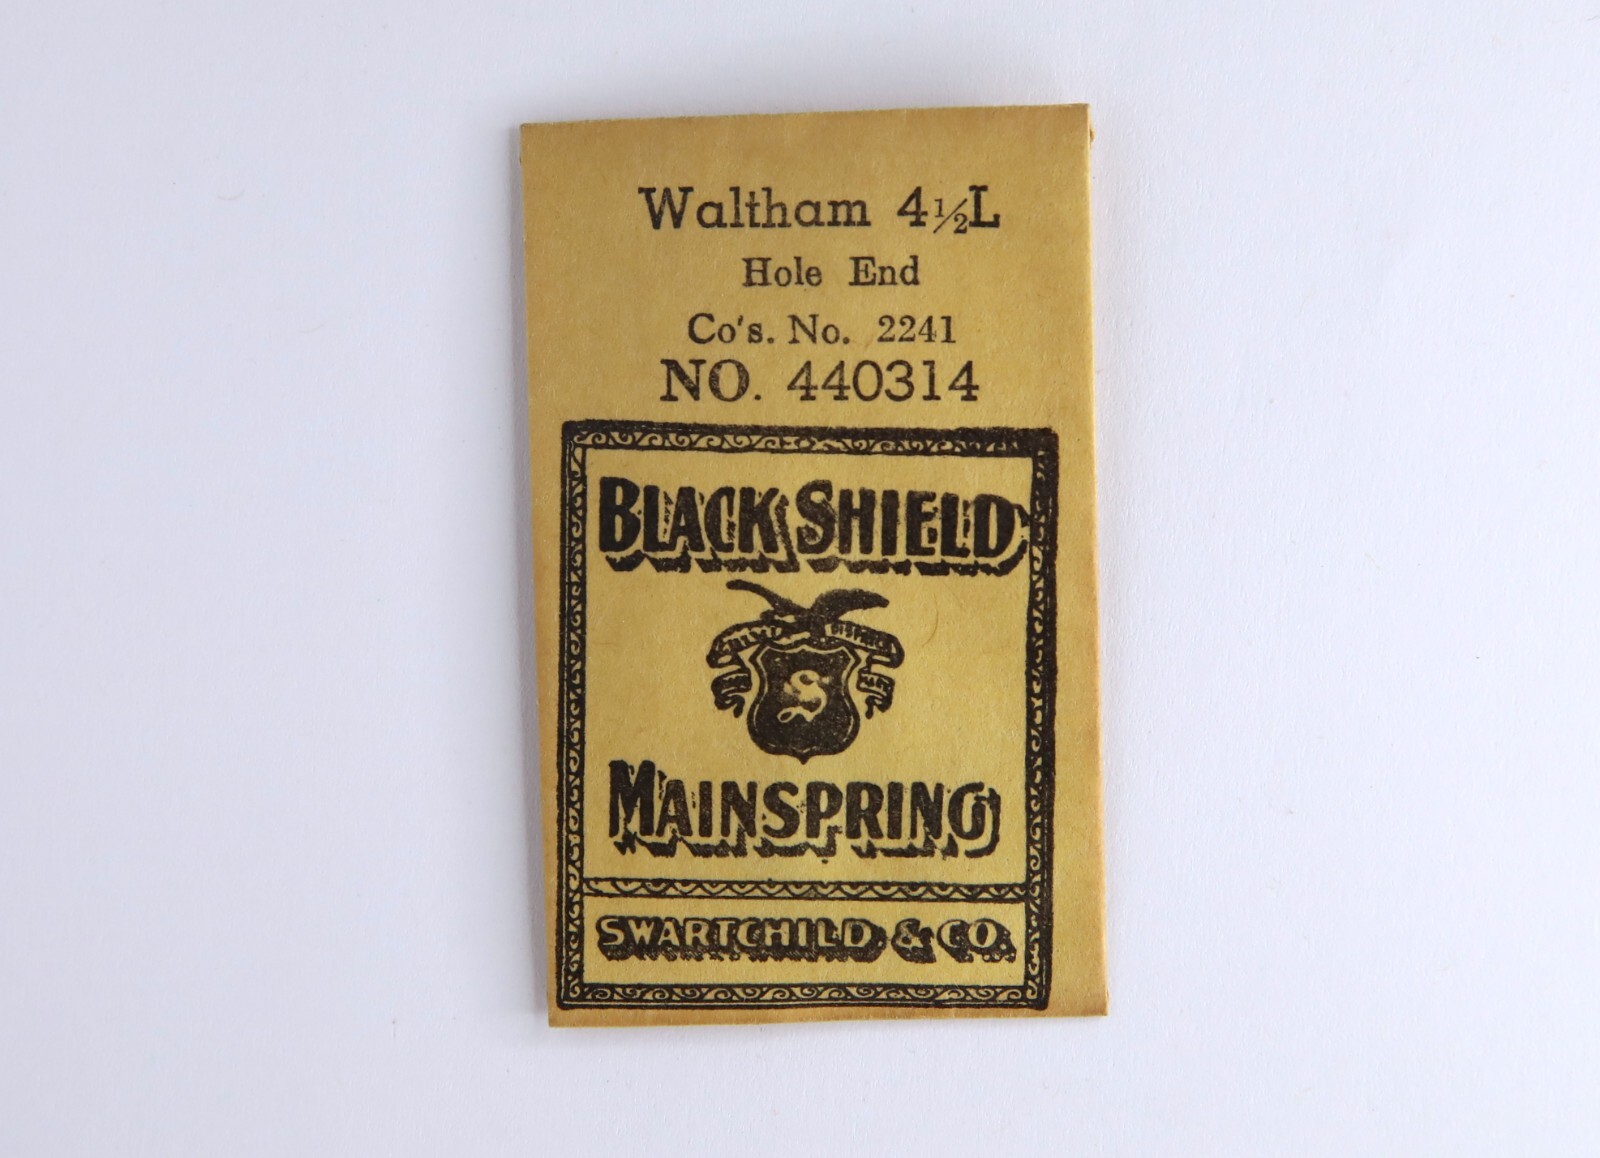 Waltham 4½L
Hole End
Co's. No. 2241
NO. 440314
BLACK SHIELD
S
MAINSPRING
SWARTCHILD & CO.